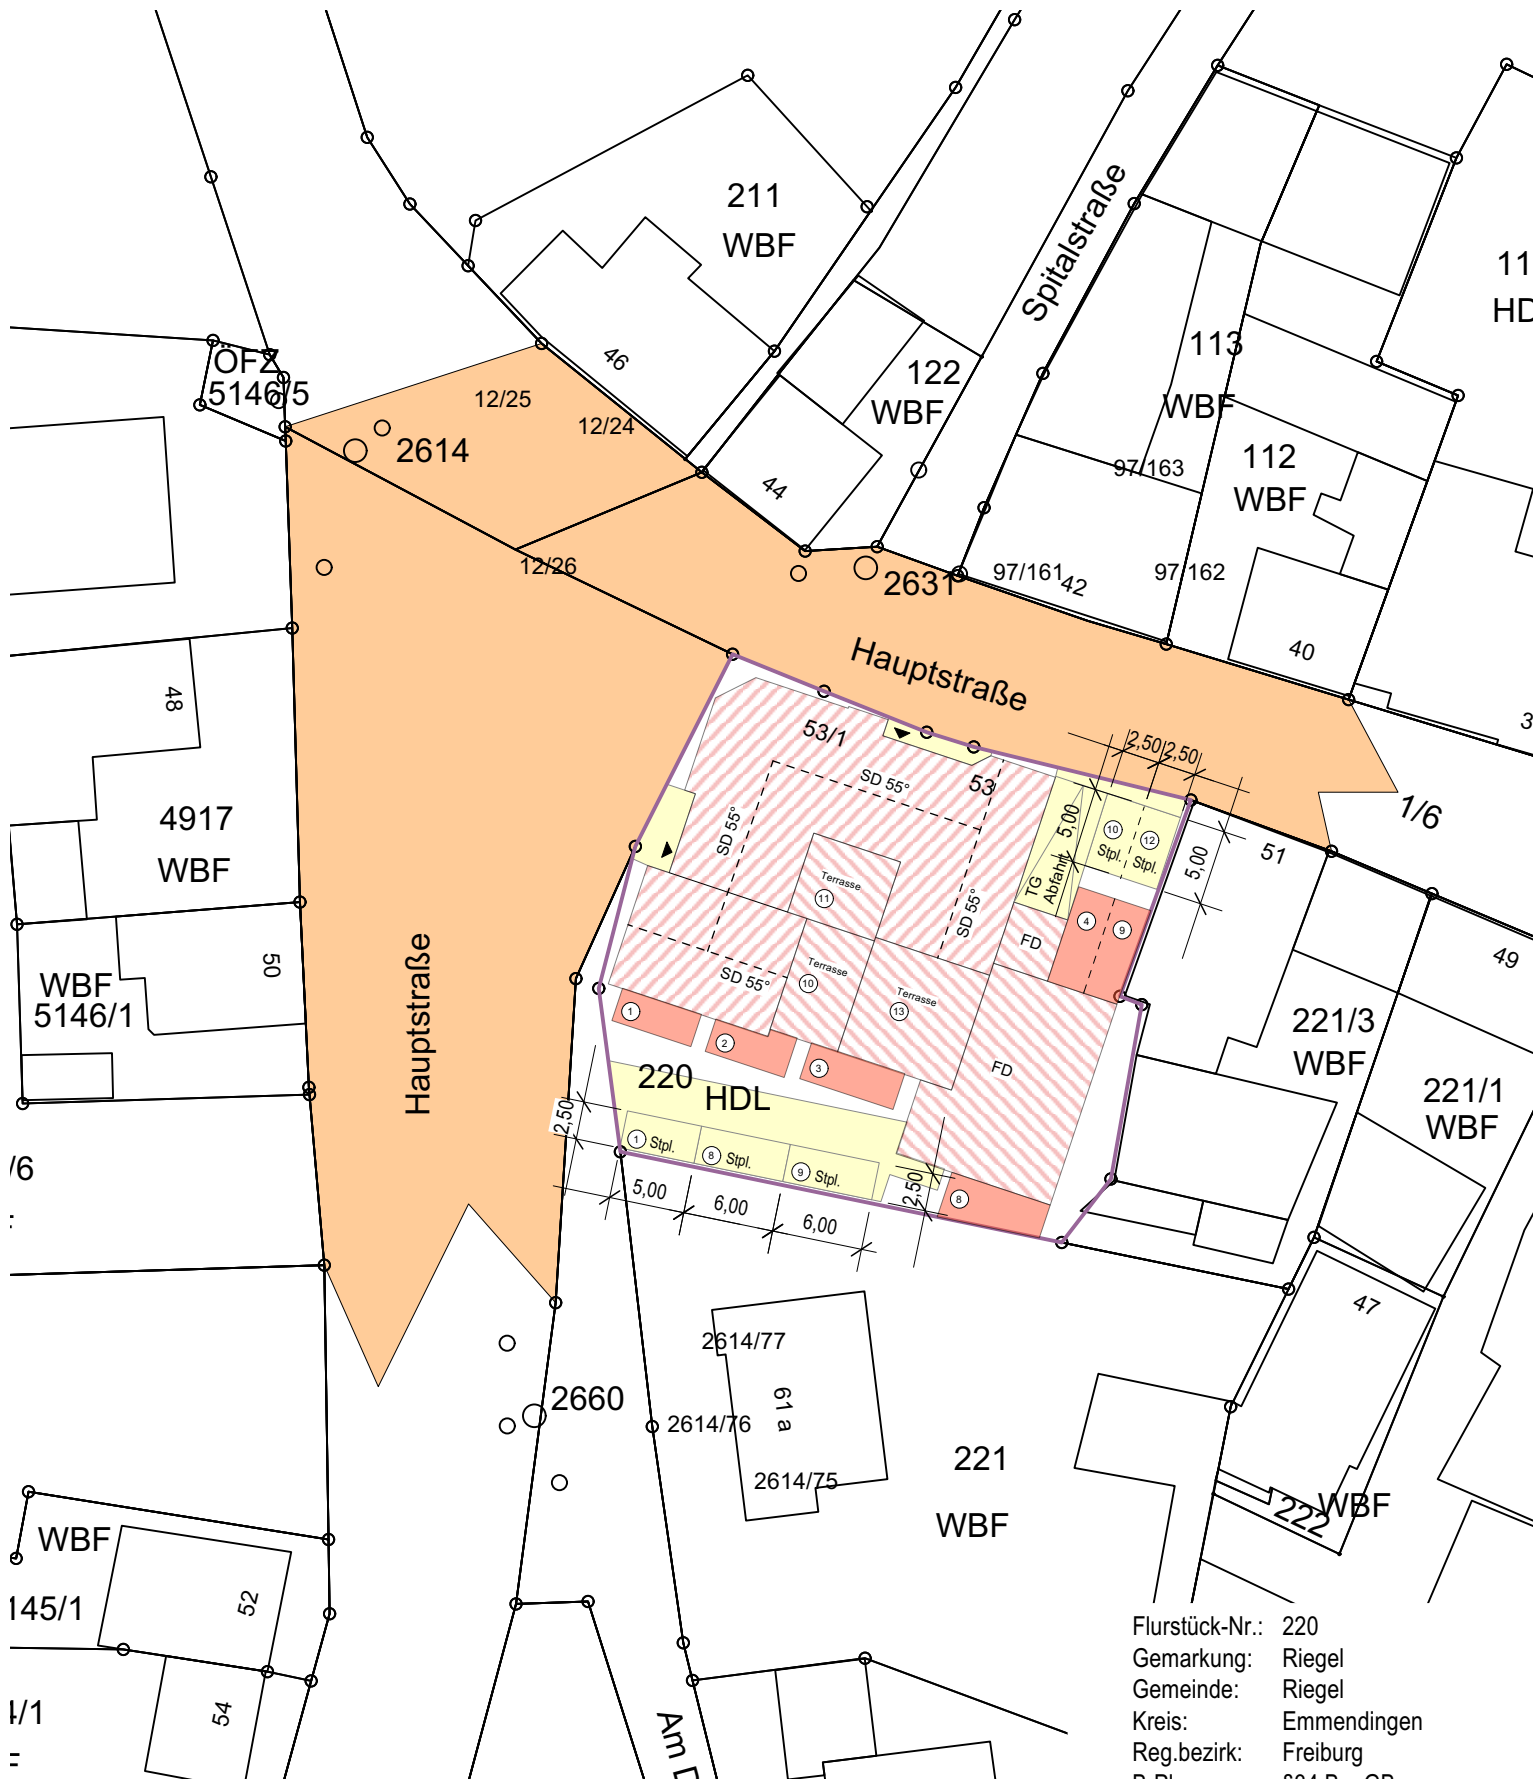 211
WBF
Spitalstraße
11
HD
ÖFZ
5146/5
46
12/25
12/24
2614
122
WBF
113
WBF
44
97/163
112
WBF
12/26
2631
97/161
42
97/162
40
Hauptstraße
48
53/1
53
SD 55°
SD 55°
2,50
2,50
3
1/6
4917
WBF
5,00
10
Stpl.
12
Stpl.
5,00
51
TG
Abfahrt
Terrasse
11
SD 55°
FD
4
9
49
50
WBF
5146/1
Hauptstraße
SD 55°
Terrasse
10
Terrasse
13
1
2
3
FD
221/3
WBF
220
HDL
221/1
WBF
2,50
1
Stpl.
8
Stpl.
9
Stpl.
2,50
8
5,00
6,00
6,00
/6
47
2614/77
61 a
2660
2614/76
2614/75
221
WBF
222
WBF
WBF
145/1
52
54
4/1
Am D
Flurstück-Nr.: 220
Gemarkung: Riegel
Gemeinde: Riegel
Kreis: Emmendingen
Reg.bezirk: Freiburg